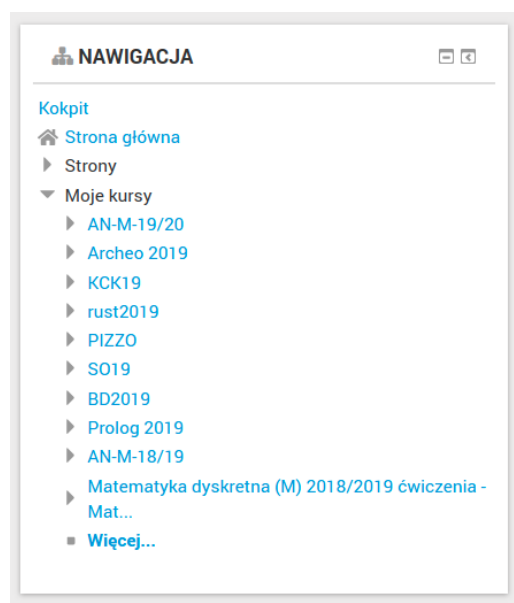 NAWIGACJA
Kokpit
Strona główna
Strony
Moje kursy
AN-M-19/20
Archeo 2019
KCK19
rust2019
PIZZO
SO19
BD2019
Prolog 2019
AN-M-18/19
Matematyka dyskretna (M) 2018/2019 ćwiczenia -
Mat...
Więcej...